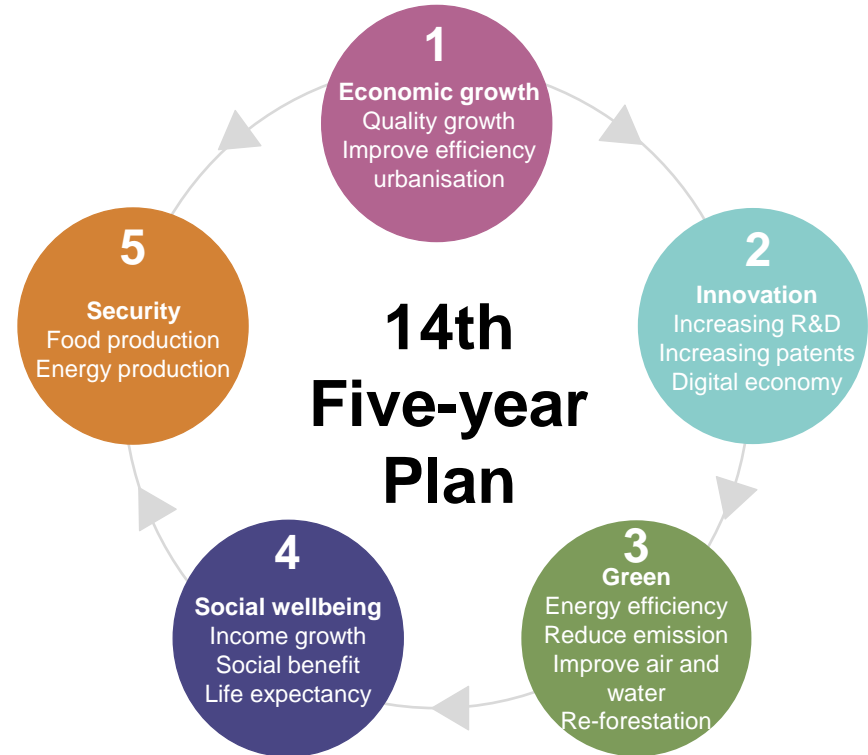 1
Economic growth
Quality growth
Improve efficiency
urbanisation
2
Innovation
Increasing R&D
Increasing patents
Digital economy
3
Green
Energy efficiency
Reduce emission
Improve air and
water
Re-forestation
4
Social wellbeing
Income growth
Social benefit
Life expectancy
5
Security
Food production
Energy production
14th
Five-year
Plan